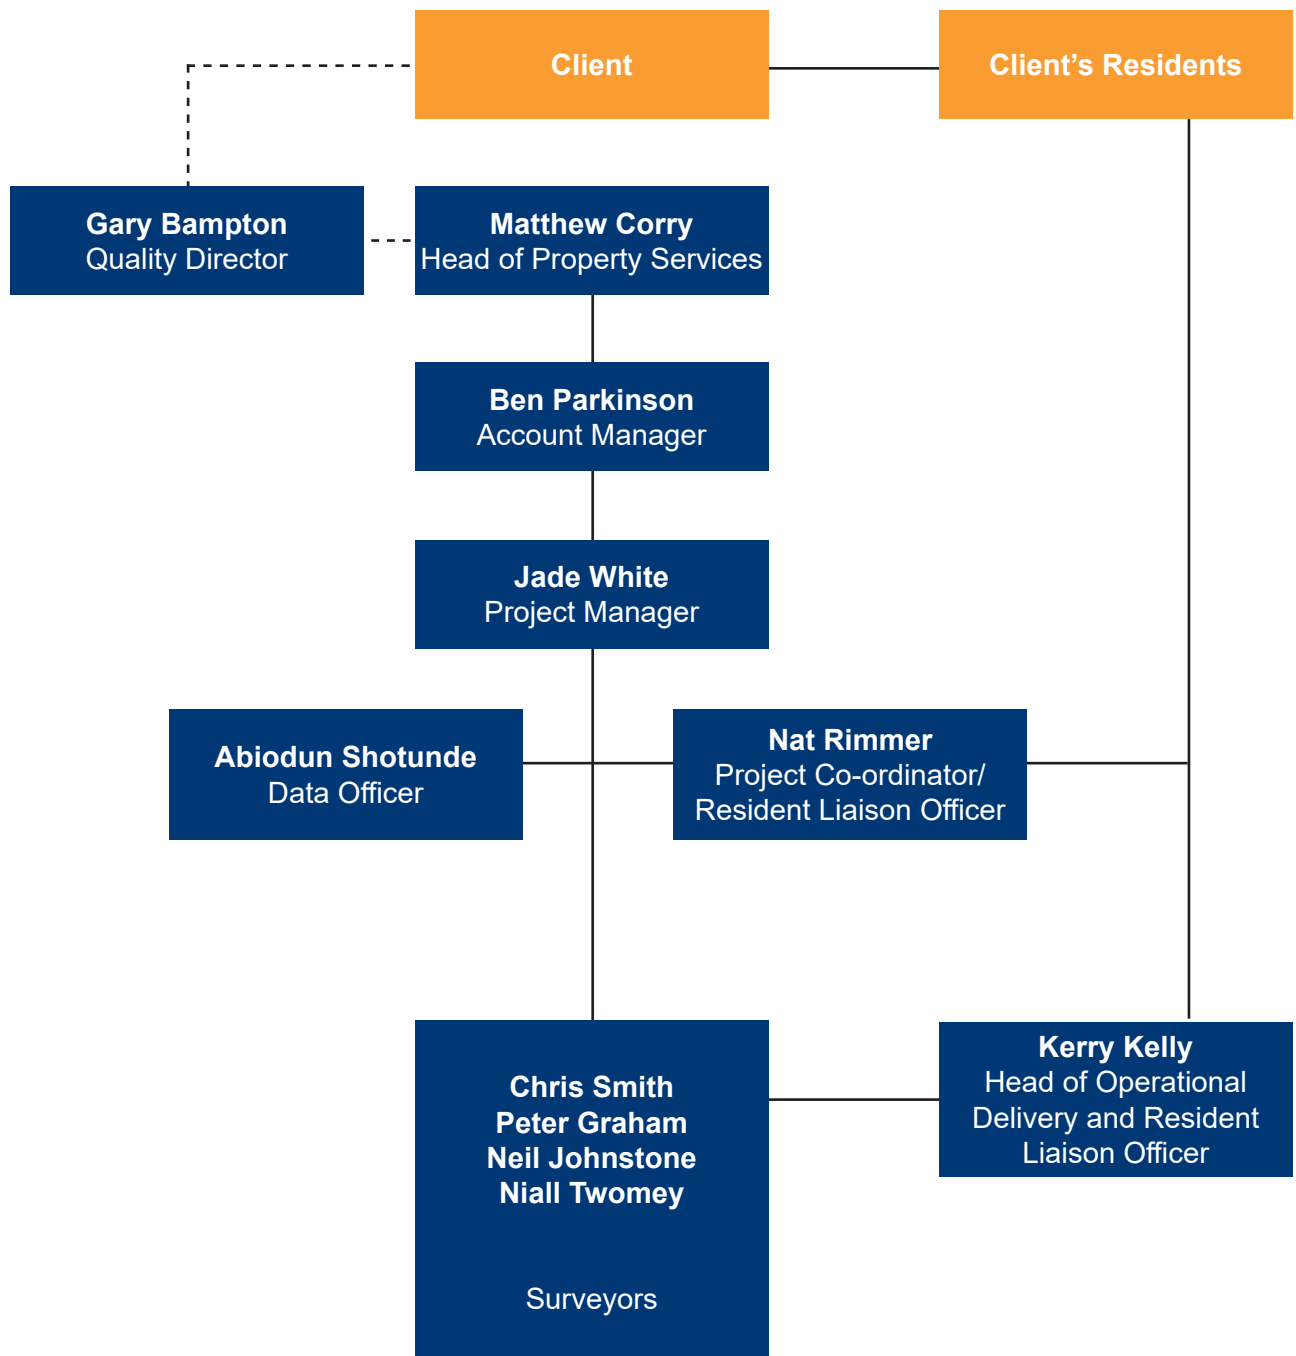 Client
Client’s Residents
Gary Bampton
Quality Director
Matthew Corry
Head of Property Services
Ben Parkinson
Account Manager
Jade White
Project Manager
Abiodun Shotunde
Data Officer
Nat Rimmer
Project Co-ordinator/
Resident Liaison Officer
Chris Smith
Peter Graham
Neil Johnstone
Niall Twomey
Surveyors
Kerry Kelly
Head of Operational
Delivery and Resident
Liaison Officer